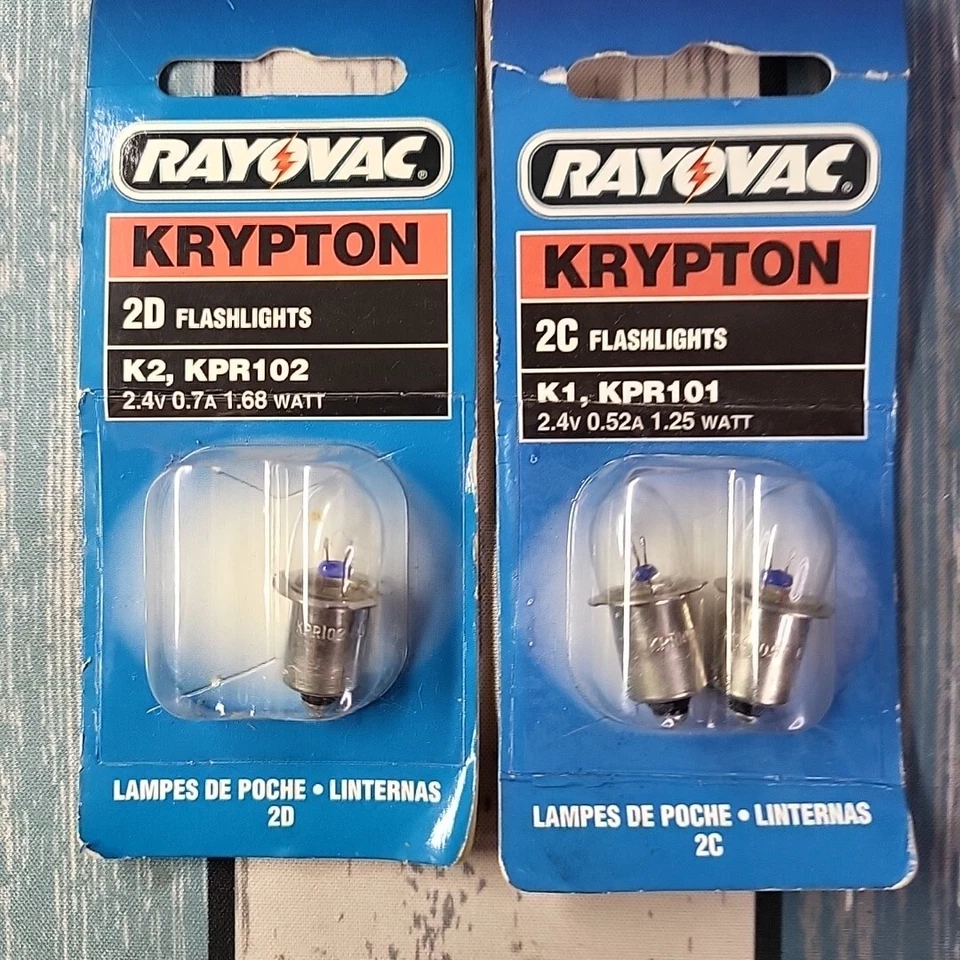 RAYOVAC®
KRYPTON
2D FLASHLIGHTS
K2, KPR102
2.4V 0.7A 1.68 WATT
KPR102
LAMPES DE POCHE • LINTERNAS
2D
RAYOVAC®
KRYPTON
2C FLASHLIGHTS
K1, KPR101
2.4V 0.52A 1.25 WATT
LAMPES DE POCHE • LINTERNAS
2C